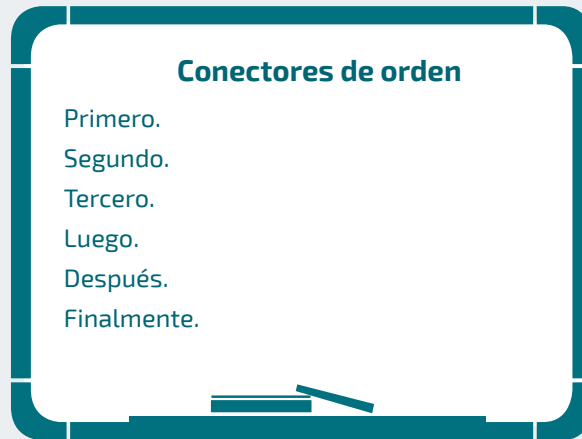 Conectores de orden
Primero.
Segundo.
Tercero.
Luego.
Después.
Finalmente.